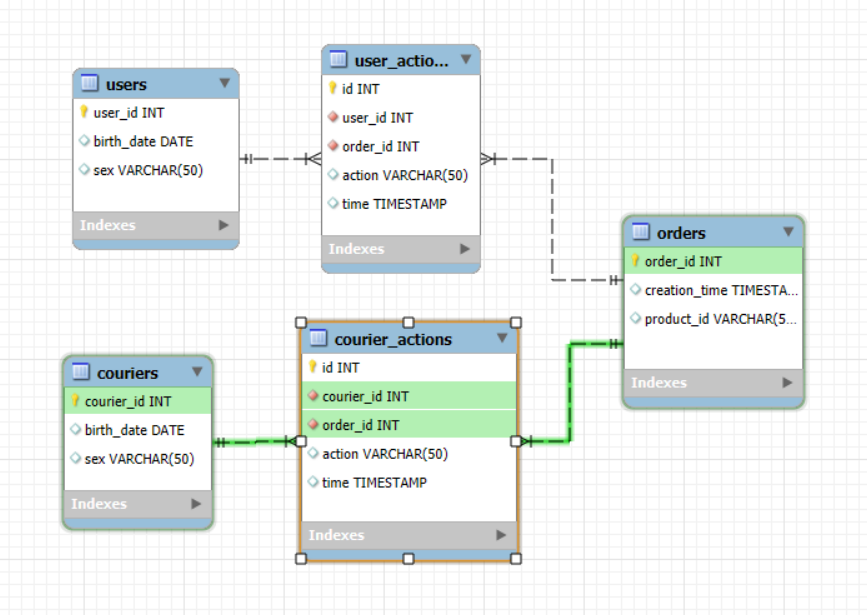 users
user_id INT
birth_date DATE
sex VARCHAR(50)
Indexes
user_actio...
id INT
user_id INT
order_id INT
action VARCHAR(50)
time TIMESTAMP
Indexes
orders
order_id INT
creation_time TIMESTA...
product_id VARCHAR(5...
Indexes
couriers
courier_id INT
birth_date DATE
sex VARCHAR(50)
Indexes
courier_actions
id INT
courier_id INT
order_id INT
action VARCHAR(50)
time TIMESTAMP
Indexes